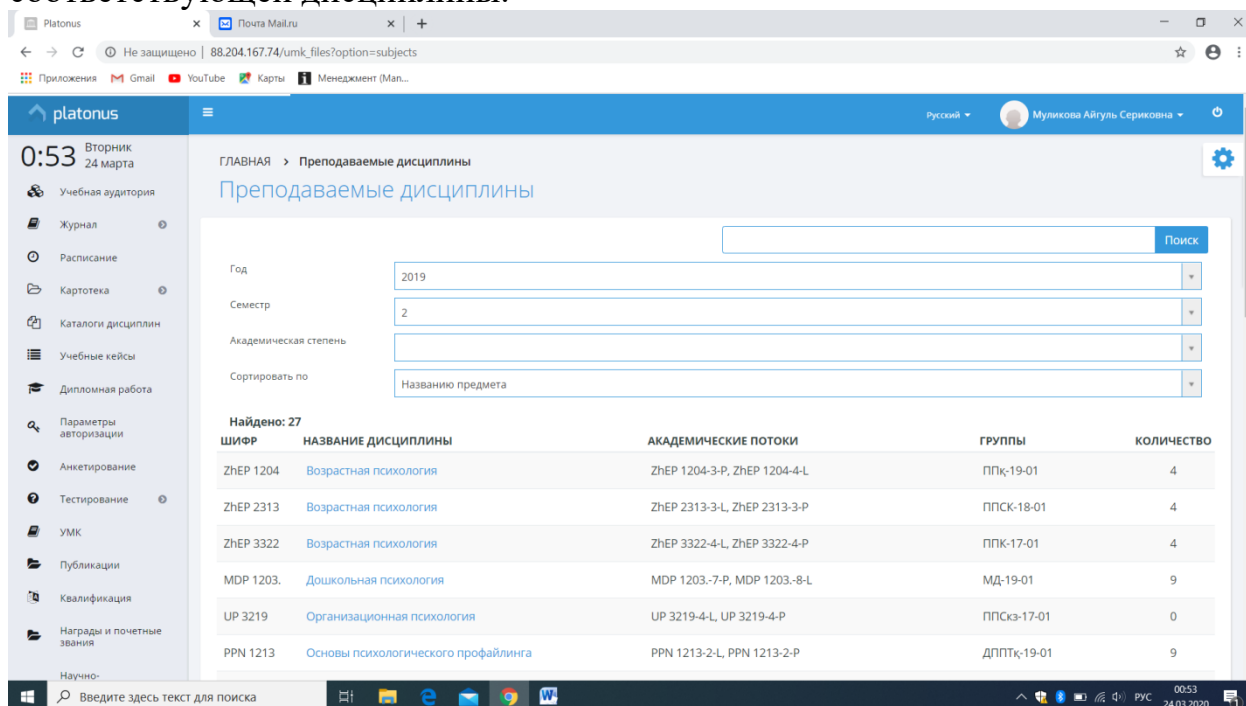 соответствующей дисциплины.
Platonus
Почта Mail.ru
Не защищено | 88.204.167.74/umk_files?option=subjects
Приложения Gmail YouTube Карты Менеджмент (Man...
platonus Русский Муликова Айгуль Сериковна
0:53 Вторник
24 марта
Учебная аудитория
Журнал
Расписание
Картотека
Каталоги дисциплин
Учебные кейсы
Дипломная работа
Параметры
авторизации
Анкетирование
Тестирование
УМК
Публикации
Квалификация
Награды и почетные
звания
Научно-
ГЛАВНАЯ > Преподаваемые дисциплины
Преподаваемые дисциплины
Поиск
Год 2019
Семестр 2
Академическая степень
Сортировать по Названию предмета
Найдено: 27
ШИФР НАЗВАНИЕ ДИСЦИПЛИНЫ АКАДЕМИЧЕСКИЕ ПОТОКИ ГРУППЫ КОЛИЧЕСТВО
ZhEP 1204 Возрастная психология ZhEP 1204-3-P, ZhEP 1204-4-L ППқ-19-01 4
ZhEP 2313 Возрастная психология ZhEP 2313-3-L, ZhEP 2313-3-P ППСК-18-01 4
ZhEP 3322 Возрастная психология ZhEP 3322-4-L, ZhEP 3322-4-P ППК-17-01 4
MDP 1203. Дошкольная психология MDP 1203.-7-P, MDP 1203.-8-L МД-19-01 9
UP 3219 Организационная психология UP 3219-4-L, UP 3219-4-P ППСкз-17-01 0
PPN 1213 Основы психологического профайлинга PPN 1213-2-L, PPN 1213-2-P ДППТқ-19-01 9
Введите здесь текст для поиска
РУС
00:53
24.03.2020